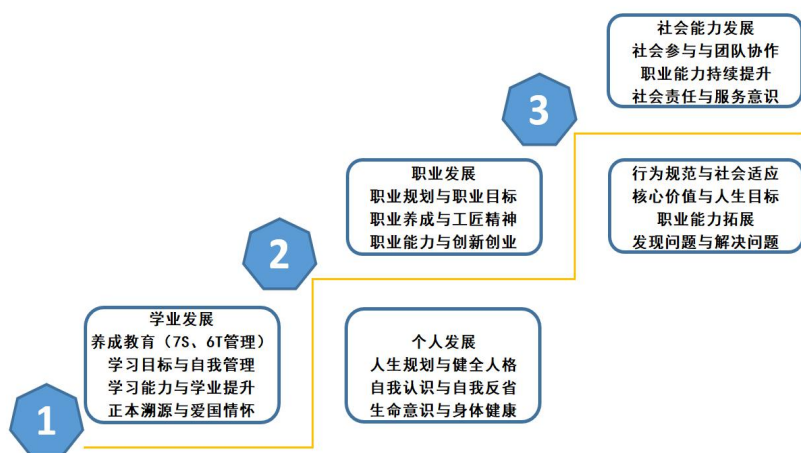 社会能力发展
社会参与与团队协作
职业能力持续提升
社会责任与服务意识
3
职业发展
职业规划与职业目标
职业养成与工匠精神
职业能力与创新创业
行为规范与社会适应
核心价值与人生目标
职业能力拓展
发现问题与解决问题
2
学业发展
养成教育（7S、6T管理）
学习目标与自我管理
学习能力与学业提升
正本溯源与爱国情怀
个人发展
人生规划与健全人格
自我认识与自我反省
生命意识与身体健康
1